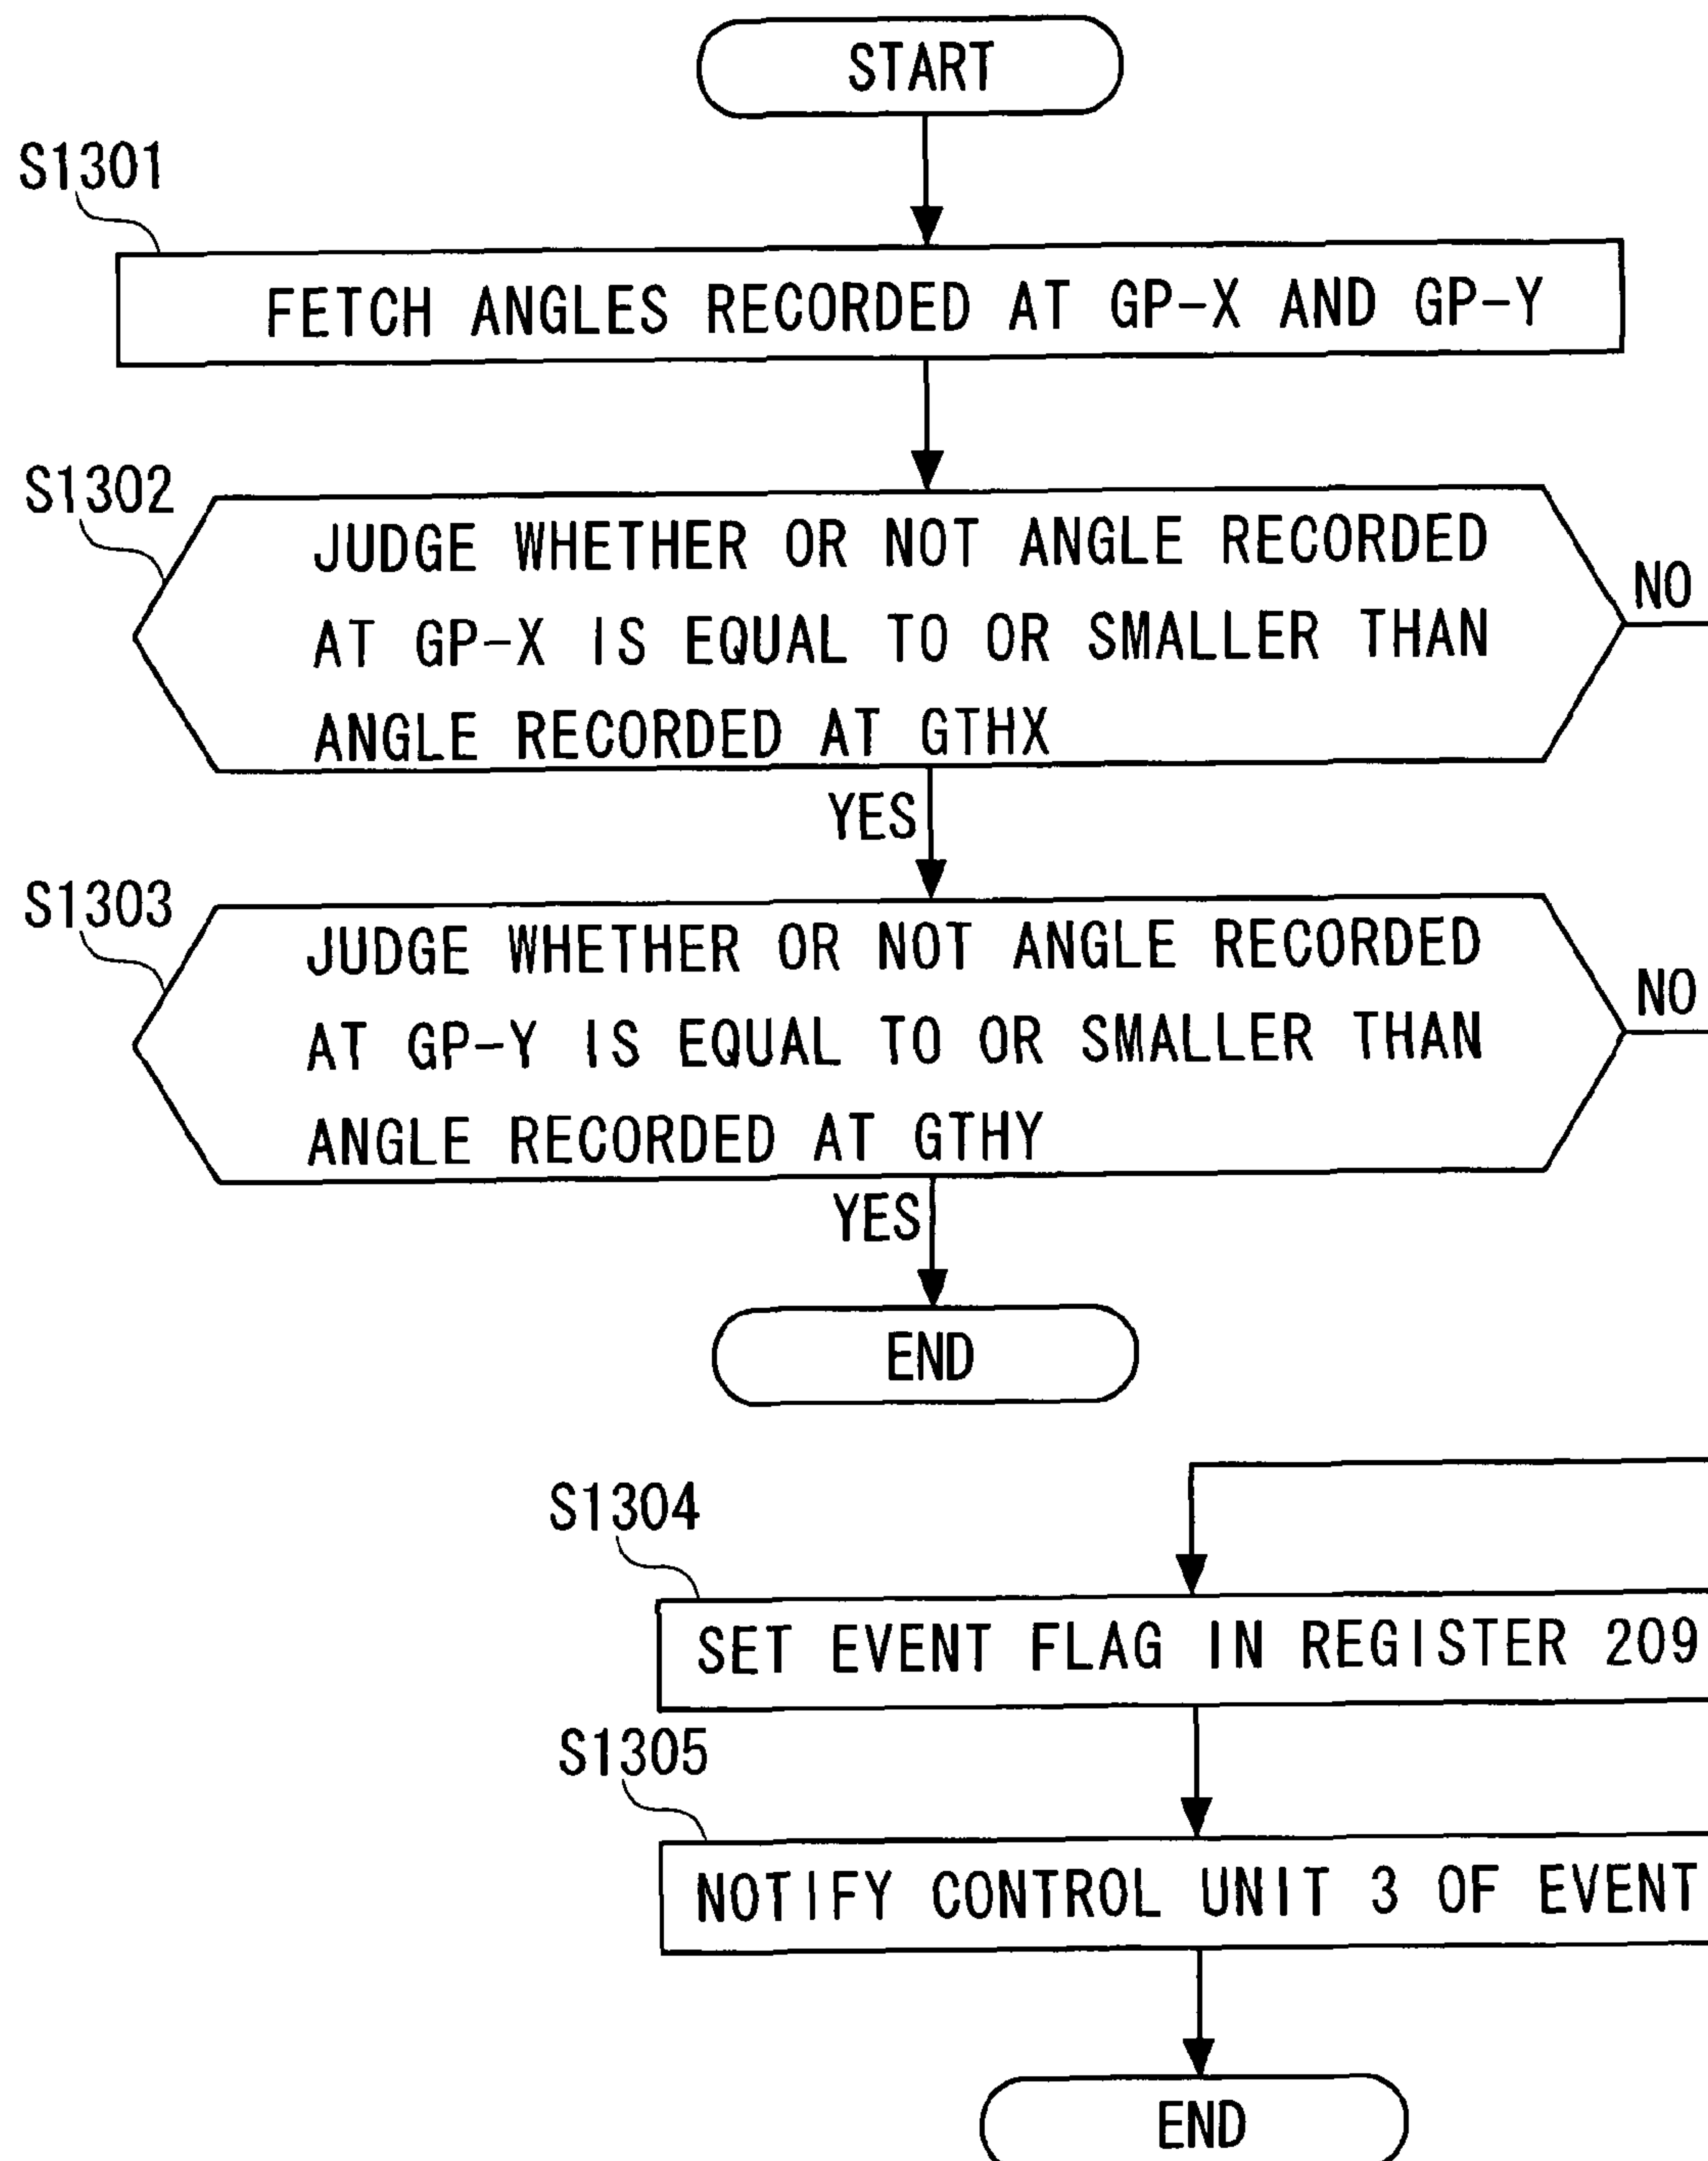 START
S1301
FETCH ANGLES RECORDED AT GP-X AND GP-Y
S1302
JUDGE WHETHER OR NOT ANGLE RECORDED
AT GP-X IS EQUAL TO OR SMALLER THAN
ANGLE RECORDED AT GTHX
NO
YES
S1303
JUDGE WHETHER OR NOT ANGLE RECORDED
AT GP-Y IS EQUAL TO OR SMALLER THAN
ANGLE RECORDED AT GTHY
NO
YES
END
S1304
SET EVENT FLAG IN REGISTER 209
S1305
NOTIFY CONTROL UNIT 3 OF EVENT
END